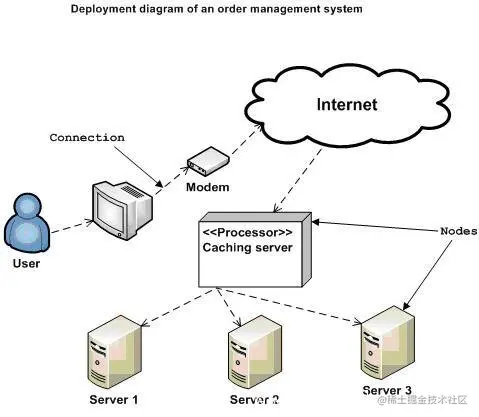 Deployment diagram of an order management system
Internet
Connection
Modem
<<Processor>>
Caching server
Nodes
User
Server 1
Server 2
Server 3
@稀土掘金技术社区